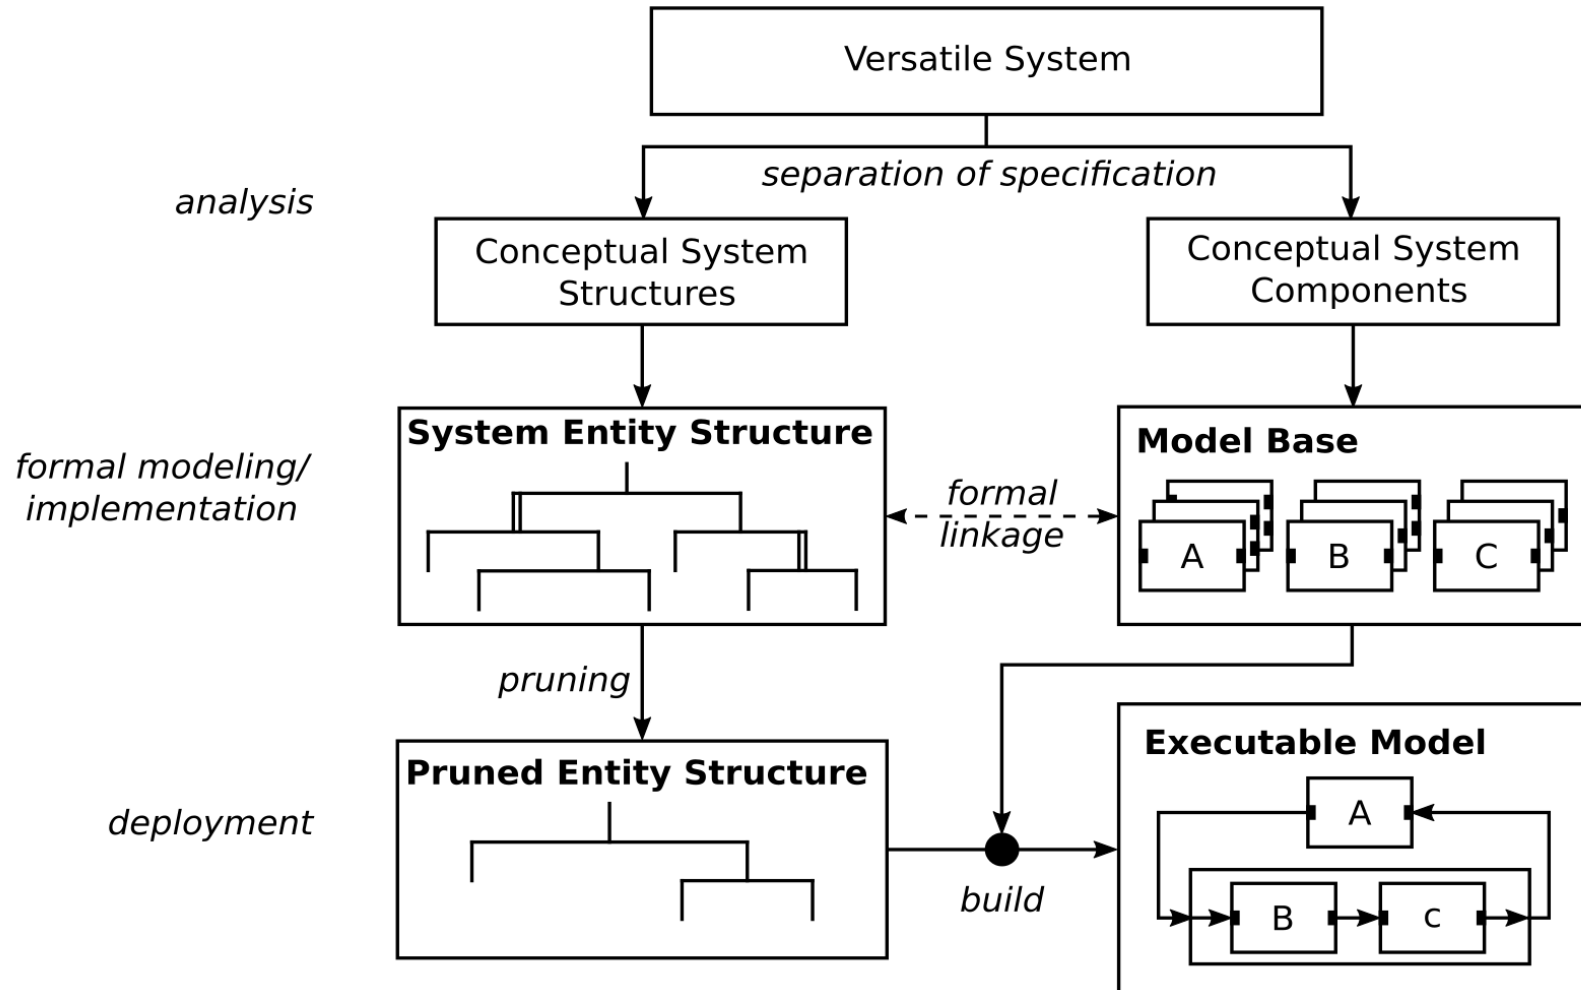 Versatile System
separation of specification
analysis
Conceptual System
Structures
Conceptual System
Components
System Entity Structure
Model Base
formal modeling/
implementation
formal
linkage
A
B
C
pruning
Executable Model
Pruned Entity Structure
deployment
build
A
B
c